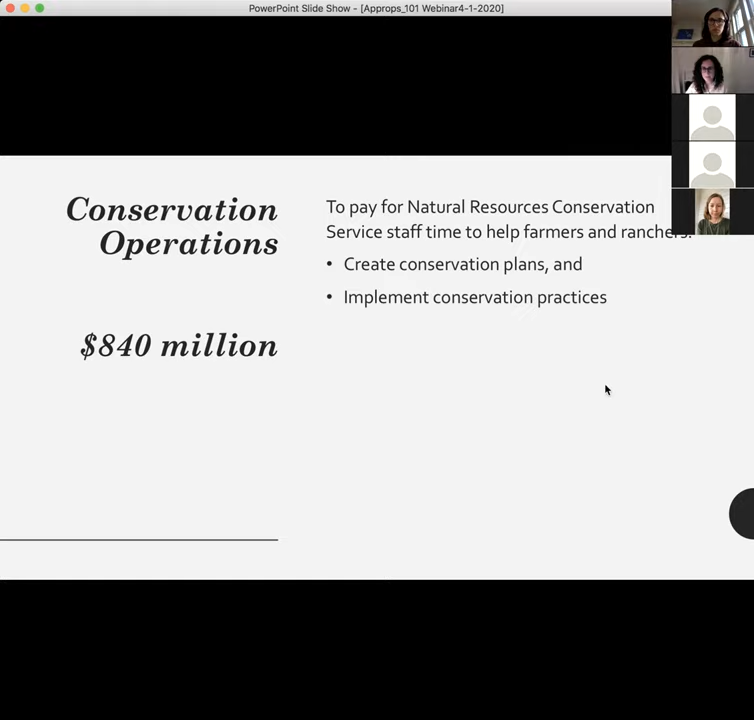 PowerPoint Slide Show - [Approps_101 Webinar4-1-2020]
Conservation
Operations
$840 million
To pay for Natural Resources Conservation
Service staff time to help farmers and ranchers:
• Create conservation plans, and
• Implement conservation practices